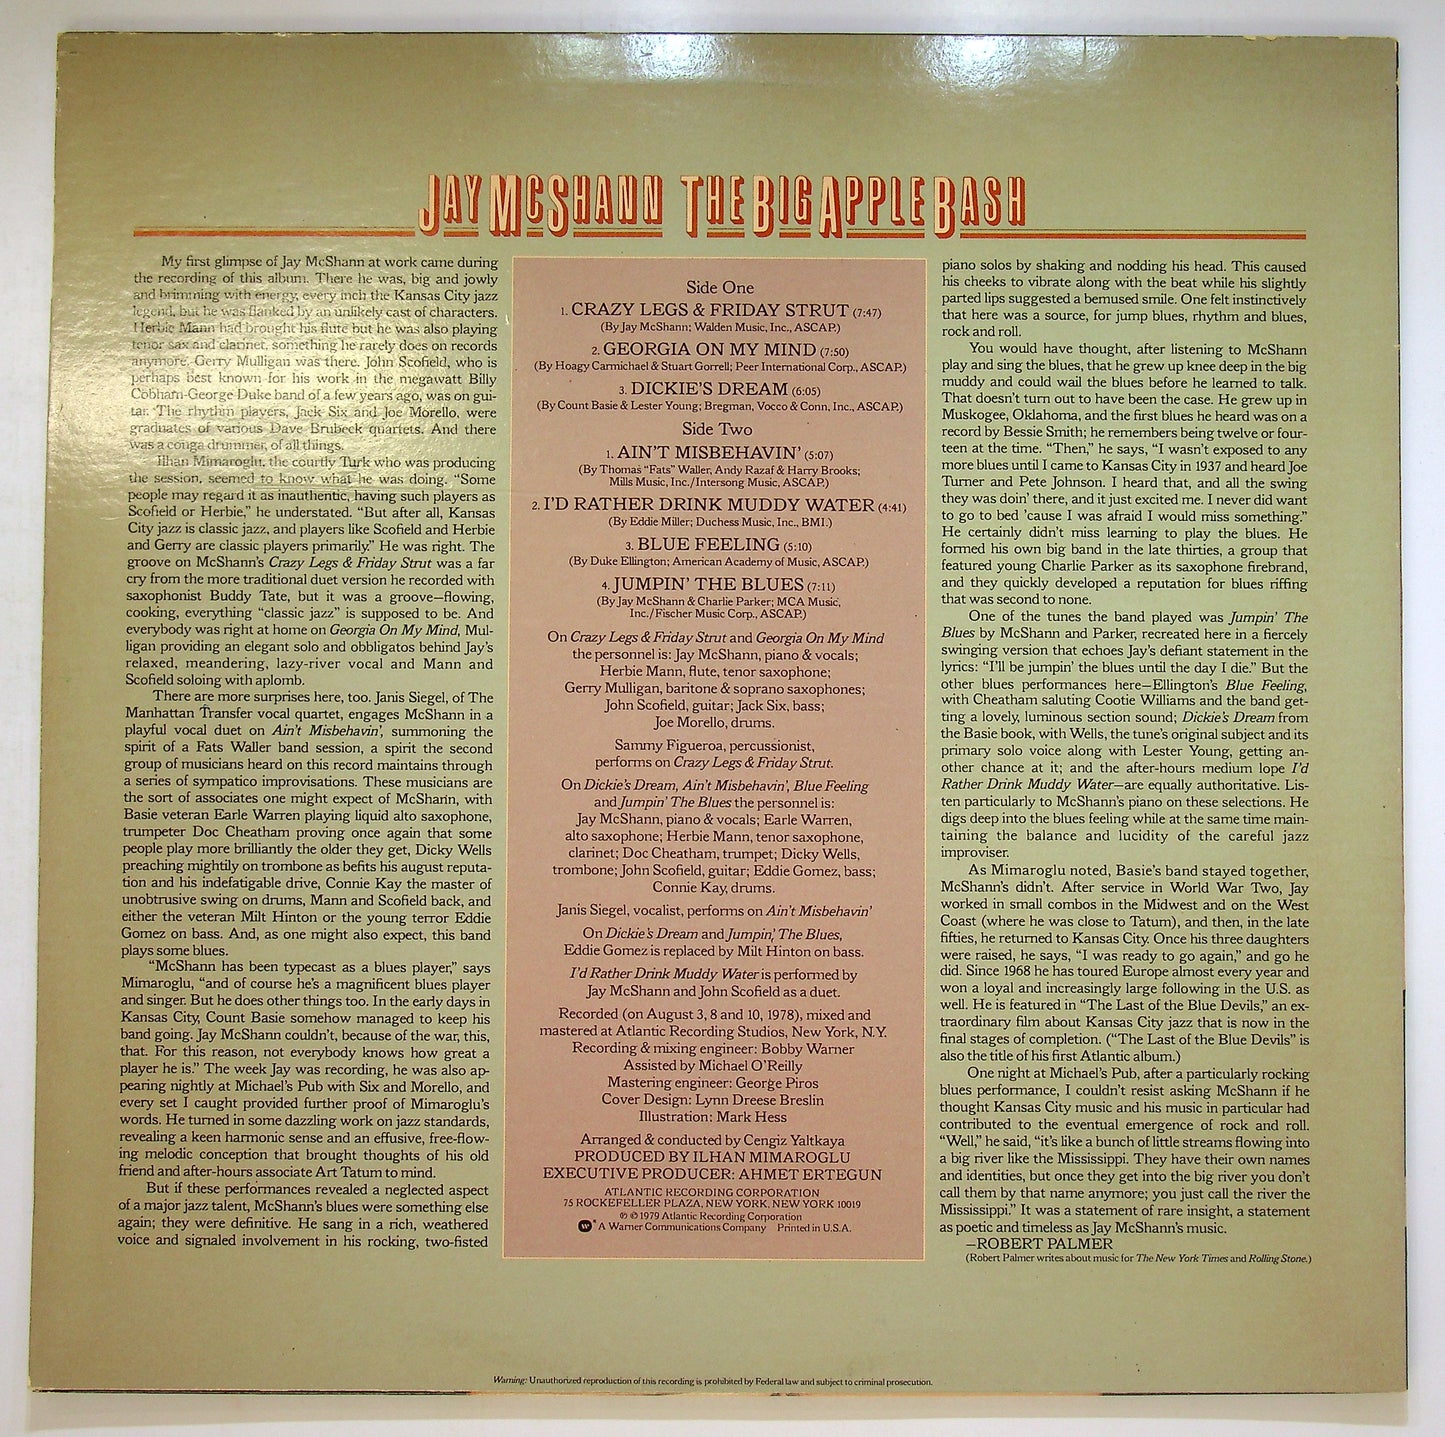 JAY MCSHANN THE BIG APPLE BASH
My first glimpse of Jay McShann at work came during
the recording of this album. There he was, big and jowly
and brimming with energy, every inch the Kansas City jazz
legend, but he was flanked by an unlikely cast of characters.
Herbie Mann had brought his flute but he was also playing
tenor sax and clarinet, something he rarely does on records
anymore. Gerry Mulligan was there. John Scofield, who is
perhaps best known for his work in the megawatt Billy
Cobham-George Duke band of a few years ago, was on gui-
tar. The rhythm players, Jack Six and Joe Morello, were
graduates of various Dave Brubeck quartets. And there
was a conga drummer, of all things.
Ilhan Mimaroglu, the courtly Turk who was producing
the session, seemed to know what he was doing. “Some
people may regard it as inauthentic, having such players as
Scofield or Herbie,” he understated. “But after all, Kansas
City jazz is classic jazz, and players like Scofield and Herbie
and Gerry are classic players primarily.” He was right. The
groove on McShann’s Crazy Legs & Friday Strut was a far
cry from the more traditional duet version he recorded with
saxophonist Buddy Tate, but it was a groove—flowing,
cooking, everything “classic jazz” is supposed to be. And
everybody was right at home on Georgia On My Mind, Mul-
ligan providing an elegant solo and obbligatos behind Jay’s
relaxed, meandering, lazy-river vocal and Mann and
Scofield soloing with aplomb.
There are more surprises here, too. Janis Siegel, of The
Manhattan Transfer vocal quartet, engages McShann in a
playful vocal duet on Ain’t Misbehavin’, summoning the
spirit of a Fats Waller band session, a spirit the second
group of musicians heard on this record maintains through
a series of sympatico improvisations. These musicians are
the sort of associates one might expect of McShann, with
Basie veteran Earle Warren playing liquid alto saxophone,
trumpeter Doc Cheatham proving once again that some
people play more brilliantly the older they get, Dicky Wells
preaching mightily on trombone as befits his august reputa-
tion and his indefatigable drive, Connie Kay the master of
unobtrusive swing on drums, Mann and Scofield back, and
either the veteran Milt Hinton or the young terror Eddie
Gomez on bass. And, as one might also expect, this band
plays some blues.
“McShann has been typecast as a blues player,” says
Mimaroglu, “and of course he’s a magnificent blues player
and singer. But he does other things too. In the early days in
Kansas City, Count Basie somehow managed to keep his
band going. Jay McShann couldn’t, because of the war, this,
that. For this reason, not everybody knows how great a
player he is.” The week Jay was recording, he was also ap-
pearing nightly at Michael’s Pub with Six and Morello, and
every set I caught provided further proof of Mimaroglu’s
words. He turned in some dazzling work on jazz standards,
revealing a keen harmonic sense and an effusive, free-flow-
ing melodic conception that brought thoughts of his old
friend and after-hours associate Art Tatum to mind.
But if these performances revealed a neglected aspect
of a major jazz talent, McShann’s blues were something else
again; they were definitive. He sang in a rich, weathered
voice and signaled involvement in his rocking, two-fisted
Side One
1. CRAZY LEGS & FRIDAY STRUT (7:47)
(By Jay McShann; Walden Music, Inc., ASCAP.)
2. GEORGIA ON MY MIND (7:50)
(By Hoagy Carmichael & Stuart Gorrell; Peer International Corp., ASCAP.)
3. DICKIE’S DREAM (6:05)
(By Count Basie & Lester Young; Bregman, Vocco & Conn, Inc., ASCAP.)
Side Two
1. AIN’T MISBEHAVIN’ (5:07)
(By Thomas “Fats” Waller, Andy Razaf & Harry Brooks;
Mills Music, Inc./Intersong Music, ASCAP.)
2. I’D RATHER DRINK MUDDY WATER (4:41)
(By Eddie Miller; Duchess Music, Inc., BMI.)
3. BLUE FEELING (5:10)
(By Duke Ellington; American Academy of Music, ASCAP.)
4. JUMPIN’ THE BLUES (7:11)
(By Jay McShann & Charlie Parker; MCA Music,
Inc./Fischer Music Corp., ASCAP.)
On Crazy Legs & Friday Strut and Georgia On My Mind
the personnel is: Jay McShann, piano & vocals;
Herbie Mann, flute, tenor saxophone;
Gerry Mulligan, baritone & soprano saxophones;
John Scofield, guitar; Jack Six, bass;
Joe Morello, drums.
Sammy Figueroa, percussionist,
performs on Crazy Legs & Friday Strut.
On Dickie’s Dream, Ain’t Misbehavin’, Blue Feeling
and Jumpin’ The Blues the personnel is:
Jay McShann, piano & vocals; Earle Warren,
alto saxophone; Herbie Mann, tenor saxophone,
clarinet; Doc Cheatham, trumpet; Dicky Wells,
trombone; John Scofield, guitar; Eddie Gomez, bass;
Connie Kay, drums.
Janis Siegel, vocalist, performs on Ain’t Misbehavin’
On Dickie’s Dream and Jumpin’ The Blues,
Eddie Gomez is replaced by Milt Hinton on bass.
I’d Rather Drink Muddy Water is performed by
Jay McShann and John Scofield as a duet.
Recorded (on August 3, 8 and 10, 1978), mixed and
mastered at Atlantic Recording Studios, New York, N.Y.
Recording & mixing engineer: Bobby Warner
Assisted by Michael O’Reilly
Mastering engineer: George Piros
Cover Design: Lynn Dreese Breslin
Illustration: Mark Hess
Arranged & conducted by Cengiz Yaltkaya
PRODUCED BY ILHAN MIMAROGLU
EXECUTIVE PRODUCER: AHMET ERTEGUN
ATLANTIC RECORDING CORPORATION
75 ROCKEFELLER PLAZA, NEW YORK, NEW YORK 10019
℗ © 1979 Atlantic Recording Corporation
A Warner Communications Company Printed in U.S.A.
piano solos by shaking and nodding his head. This caused
his cheeks to vibrate along with the beat while his slightly
parted lips suggested a bemused smile. One felt instinctively
that here was a source, for jump blues, rhythm and blues,
rock and roll.
You would have thought, after listening to McShann
play and sing the blues, that he grew up knee deep in the big
muddy and could wail the blues before he learned to talk.
That doesn’t turn out to have been the case. He grew up in
Muskogee, Oklahoma, and the first blues he heard was on a
record by Bessie Smith; he remembers being twelve or four-
teen at the time. “Then,” he says, “I wasn’t exposed to any
more blues until I came to Kansas City in 1937 and heard Joe
Turner and Pete Johnson. I heard that, and all the swing
they was doin’ there, and it just excited me. I never did want
to go to bed ’cause I was afraid I would miss something.”
He certainly didn’t miss learning to play the blues. He
formed his own big band in the late thirties, a group that
featured young Charlie Parker as its saxophone firebrand,
and they quickly developed a reputation for blues riffing
that was second to none.
One of the tunes the band played was Jumpin’ The
Blues by McShann and Parker, recreated here in a fiercely
swinging version that echoes Jay’s defiant statement in the
lyrics: “I’ll be jumpin’ the blues until the day I die.” But the
other blues performances here—Ellington’s Blue Feeling,
with Cheatham saluting Cootie Williams and the band get-
ting a lovely, luminous section sound; Dickie’s Dream from
the Basie book, with Wells, the tune’s original subject and its
primary solo voice along with Lester Young, getting an-
other chance at it; and the after-hours medium lope I’d
Rather Drink Muddy Water—are equally authoritative. Lis-
ten particularly to McShann’s piano on these selections. He
digs deep into the blues feeling while at the same time main-
taining the balance and lucidity of the careful jazz
improviser.
As Mimaroglu noted, Basie’s band stayed together,
McShann’s didn’t. After service in World War Two, Jay
worked in small combos in the Midwest and on the West
Coast (where he was close to Tatum), and then, in the late
fifties, he returned to Kansas City. Once his three daughters
were raised, he says, “I was ready to go again,” and go he
did. Since 1968 he has toured Europe almost every year and
won a loyal and increasingly large following in the U.S. as
well. He is featured in “The Last of the Blue Devils,” an ex-
traordinary film about Kansas City jazz that is now in the
final stages of completion. (“The Last of the Blue Devils” is
also the title of his first Atlantic album.)
One night at Michael’s Pub, after a particularly rocking
blues performance, I couldn’t resist asking McShann if he
thought Kansas City music and his music in particular had
contributed to the eventual emergence of rock and roll.
“Well,” he said, “it’s like a bunch of little streams flowing into
a big river like the Mississippi. They have their own names
and identities, but once they get into the big river you don’t
call them by that name anymore; you just call the river the
Mississippi.” It was a statement of rare insight, a statement
as poetic and timeless as Jay McShann’s music.
—ROBERT PALMER
(Robert Palmer writes about music for The New York Times and Rolling Stone.)
Warning: Unauthorized reproduction of this recording is prohibited by Federal law and subject to criminal prosecution.